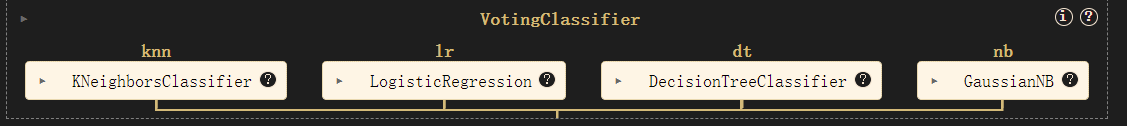 VotingClassifier i ?
knn lr dt nb
KNeighborsClassifier ? LogisticRegression ? DecisionTreeClassifier ? GaussianNB ?